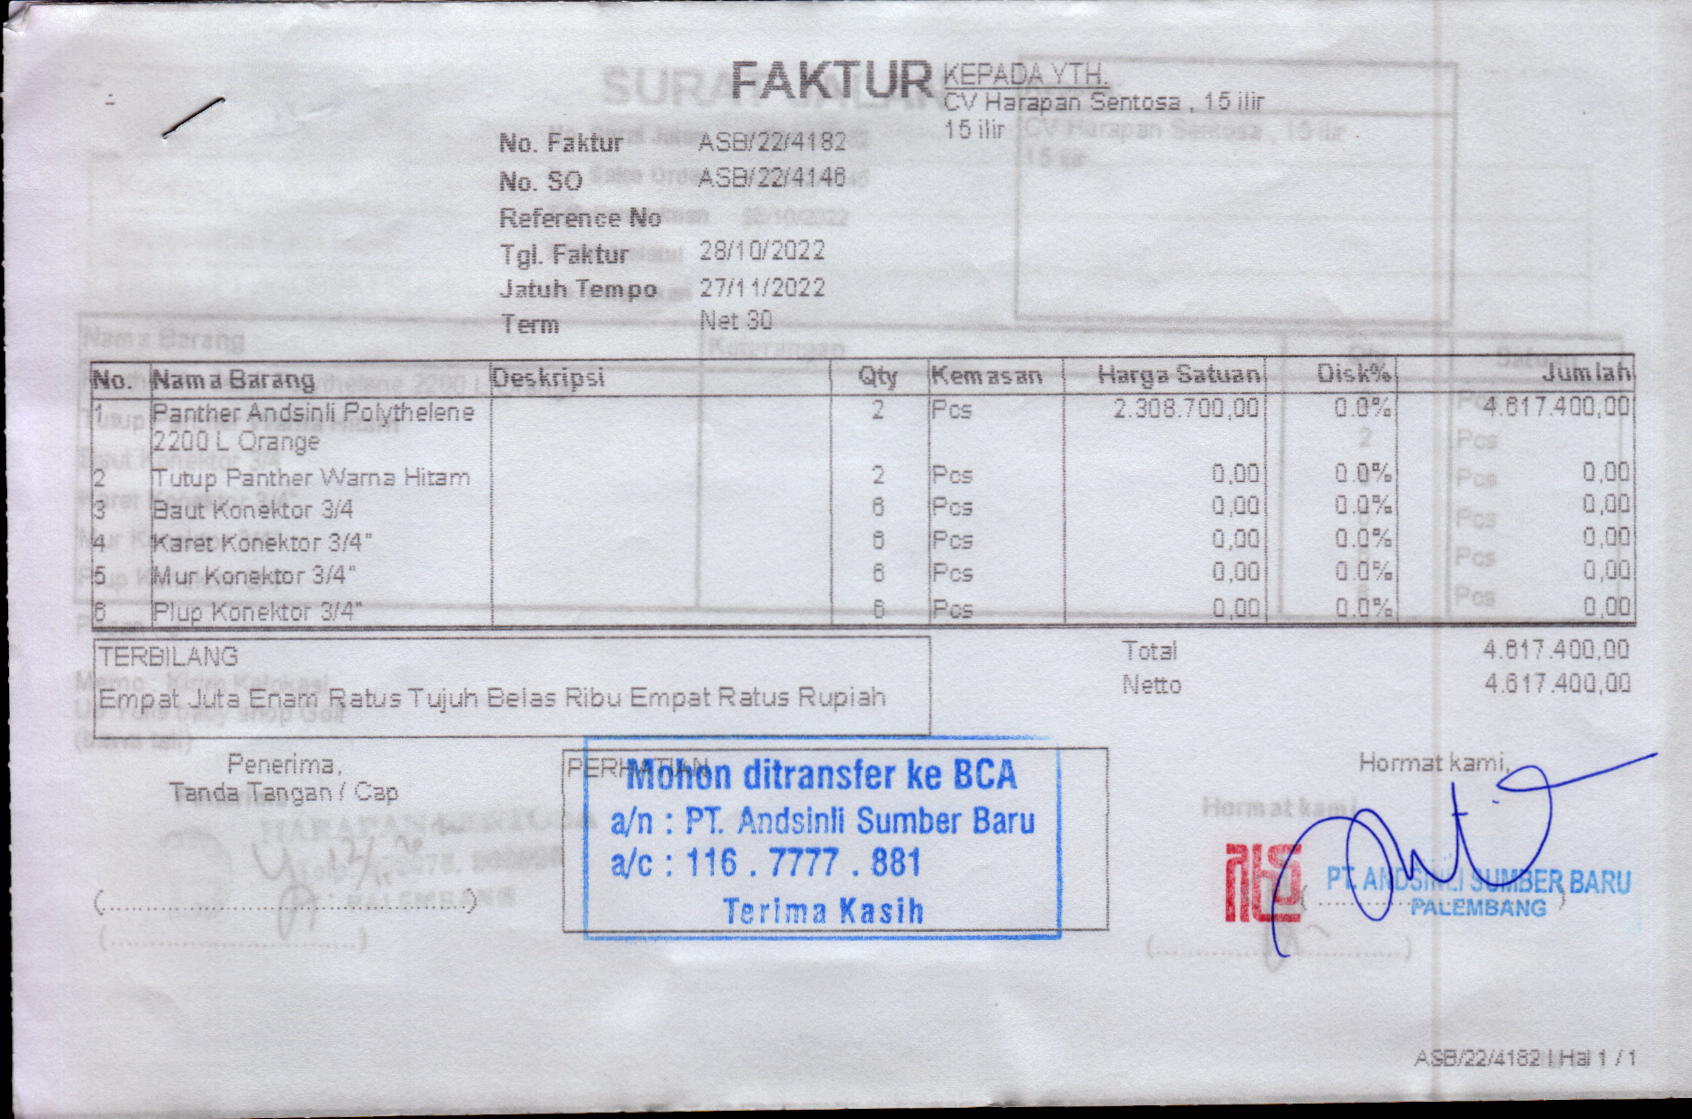 FAKTUR
KEPADA YTH.
CV Harapan Sentosa , 15 ilir
15 ilir
No. Faktur ASB/22/4182
No. SO ASB/22/4146
Reference No
Tgl. Faktur 28/10/2022
Jatuh Tempo 27/11/2022
Term Net 30
No. Nama Barang Deskripsi Qty Kemasan Harga Satuan Disk% Jumlah
1 Panther Andsinli Polythelene 2 Pcs 2.308.700,00 0.0% 4.617.400,00
2200 L Orange
2 Tutup Panther Warna Hitam 2 Pcs 0,00 0.0% 0,00
3 Baut Konektor 3/4 6 Pcs 0,00 0.0% 0,00
4 Karet Konektor 3/4" 6 Pcs 0,00 0.0% 0,00
5 Mur Konektor 3/4" 6 Pcs 0,00 0.0% 0,00
6 Plup Konektor 3/4" 6 Pcs 0,00 0.0% 0,00
TERBILANG
Empat Juta Enam Ratus Tujuh Belas Ribu Empat Ratus Rupiah
Total 4.617.400,00
Netto 4.617.400,00
Penerima,
Tanda Tangan / Cap
PERHATIAN
Mohon ditransfer ke BCA
a/n : PT. Andsinli Sumber Baru
a/c : 116 . 7777 . 881
Terima Kasih
Hormat kami,
PT. ANDSINLI SUMBER BARU
PALEMBANG
ASB/22/4182 | Hal 1 / 1